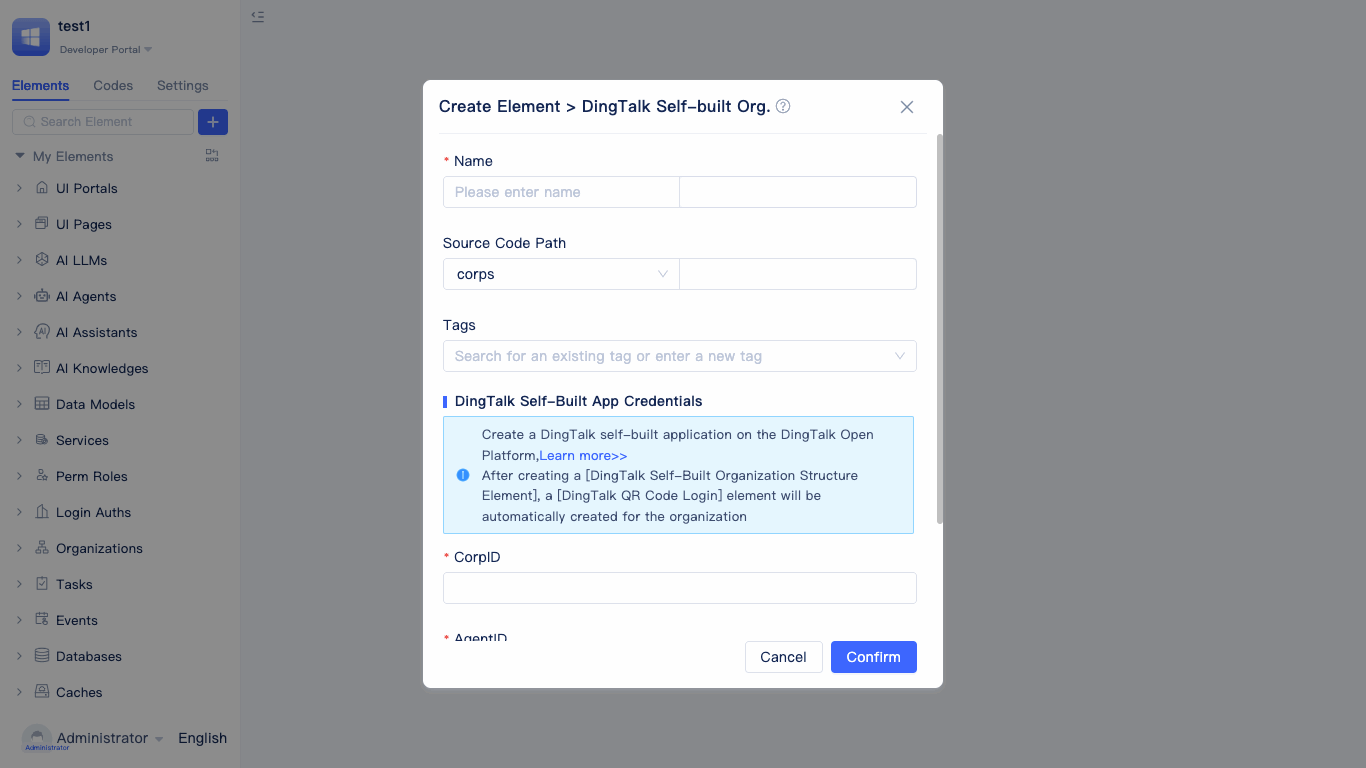 test1
Developer Portal
Elements Codes Settings
Search Element
My Elements
UI Portals
UI Pages
AI LLMs
AI Agents
AI Assistants
AI Knowledges
Data Models
Services
Perm Roles
Login Auths
Organizations
Tasks
Events
Databases
Caches
Administrator
Administrator English
Create Element > DingTalk Self-built Org.
* Name
Please enter name
Source Code Path
corps
Tags
Search for an existing tag or enter a new tag
DingTalk Self-Built App Credentials
Create a DingTalk self-built application on the DingTalk Open
Platform,Learn more>>
After creating a [DingTalk Self-Built Organization Structure
Element], a [DingTalk QR Code Login] element will be
automatically created for the organization
* CorpID
* AgentID
Cancel Confirm